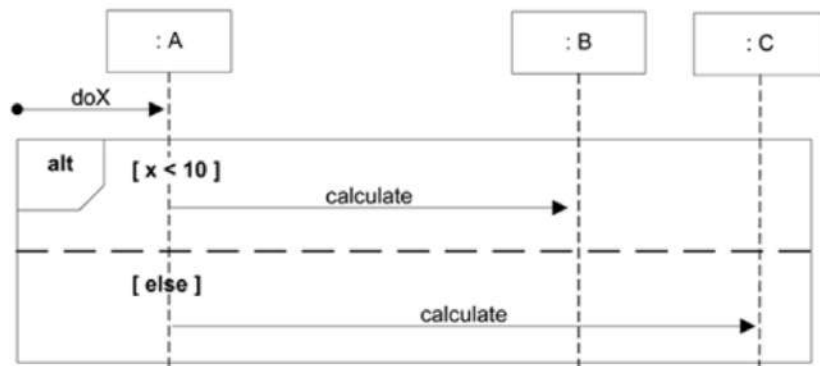 : A
: B
: C
doX
alt
[ x < 10 ]
calculate
[ else ]
calculate